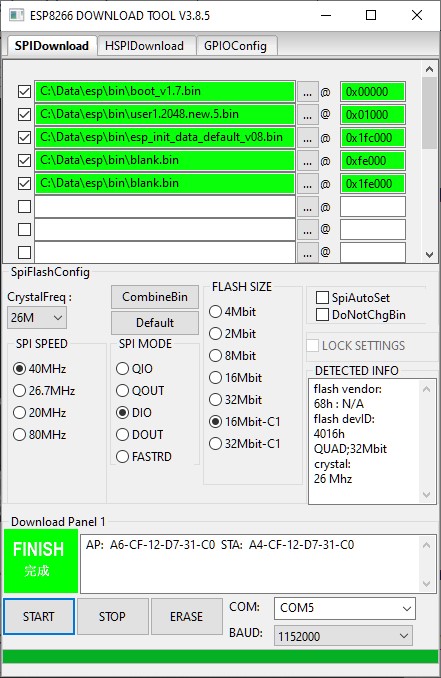 ESP8266 DOWNLOAD TOOL V3.8.5
SPIDownload HSPIDownload GPIOConfig
C:\Data\esp\bin\boot_v1.7.bin ... @ 0x00000
C:\Data\esp\bin\user1.2048.new.5.bin ... @ 0x01000
C:\Data\esp\bin\esp_init_data_default_v08.bin ... @ 0x1fc000
C:\Data\esp\bin\blank.bin ... @ 0xfe000
C:\Data\esp\bin\blank.bin ... @ 0x1fe000
... @
... @
... @
SpiFlashConfig
CrystalFreq :
26M
CombineBin
Default
SPI SPEED
40MHz
26.7MHz
20MHz
80MHz
SPI MODE
QIO
QOUT
DIO
DOUT
FASTRD
FLASH SIZE
4Mbit
2Mbit
8Mbit
16Mbit
32Mbit
16Mbit-C1
32Mbit-C1
SpiAutoSet
DoNotChgBin
LOCK SETTINGS
DETECTED INFO
flash vendor:
68h : N/A
flash devID:
4016h
QUAD;32Mbit
crystal:
26 Mhz
Download Panel 1
FINISH
完成
AP: A6-CF-12-D7-31-C0 STA: A4-CF-12-D7-31-C0
START STOP ERASE
COM: COM5
BAUD: 1152000